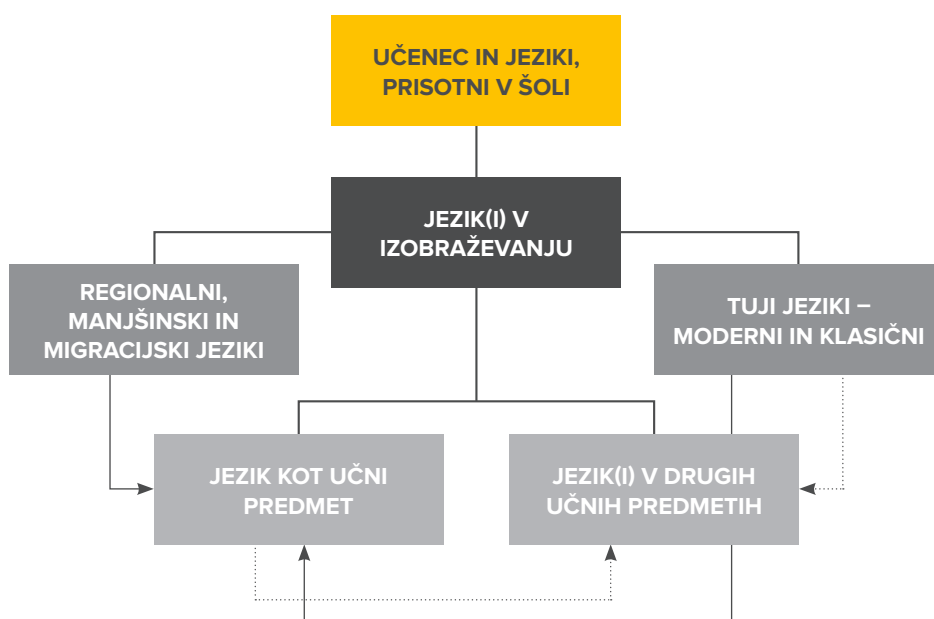 UČENEC IN JEZIKI,
PRISOTNI V ŠOLI
JEZIK(I) V
IZOBRAŽEVANJU
REGIONALNI,
MANJŠINSKI IN
MIGRACIJSKI JEZIKI
TUJI JEZIKI –
MODERNI IN KLASIČNI
JEZIK KOT UČNI
PREDMET
JEZIK(I) V DRUGIH
UČNIH PREDMETIH